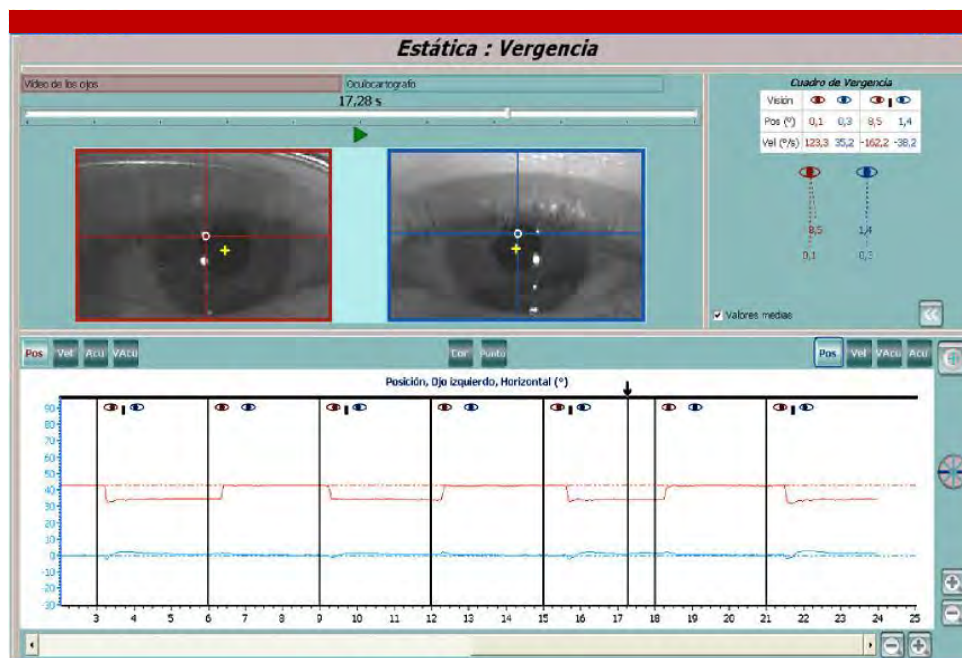 Estática : Vergencia
Vídeo de los ojos
Oculocartografo
17,28 s
Cuadro de Vergencia
Visión
Pos (º) 0,1 0,3 8,5 1,4
Vel (º/s) 123,3 35,2 -162,2 -38,2
8,5 1,4
0,1 0,3
Valores medias
Pos Vel Acu VAcu Cor Punto Pos Vel VAcu Acu
Posición, Ojo izquierdo, Horizontal (º)
90
80
70
60
50
40
30
20
10
0
-10
-20
-30
3 4 5 6 7 8 9 10 11 12 13 14 15 16 17 18 19 20 21 22 23 24 25